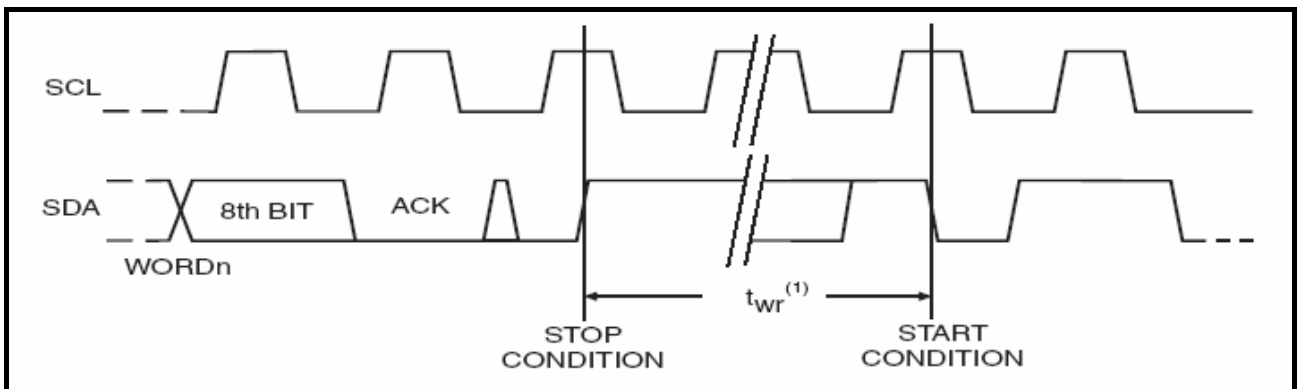 SCL
SDA
8th BIT
ACK
WORDn
twr(1)
STOP
CONDITION
START
CONDITION